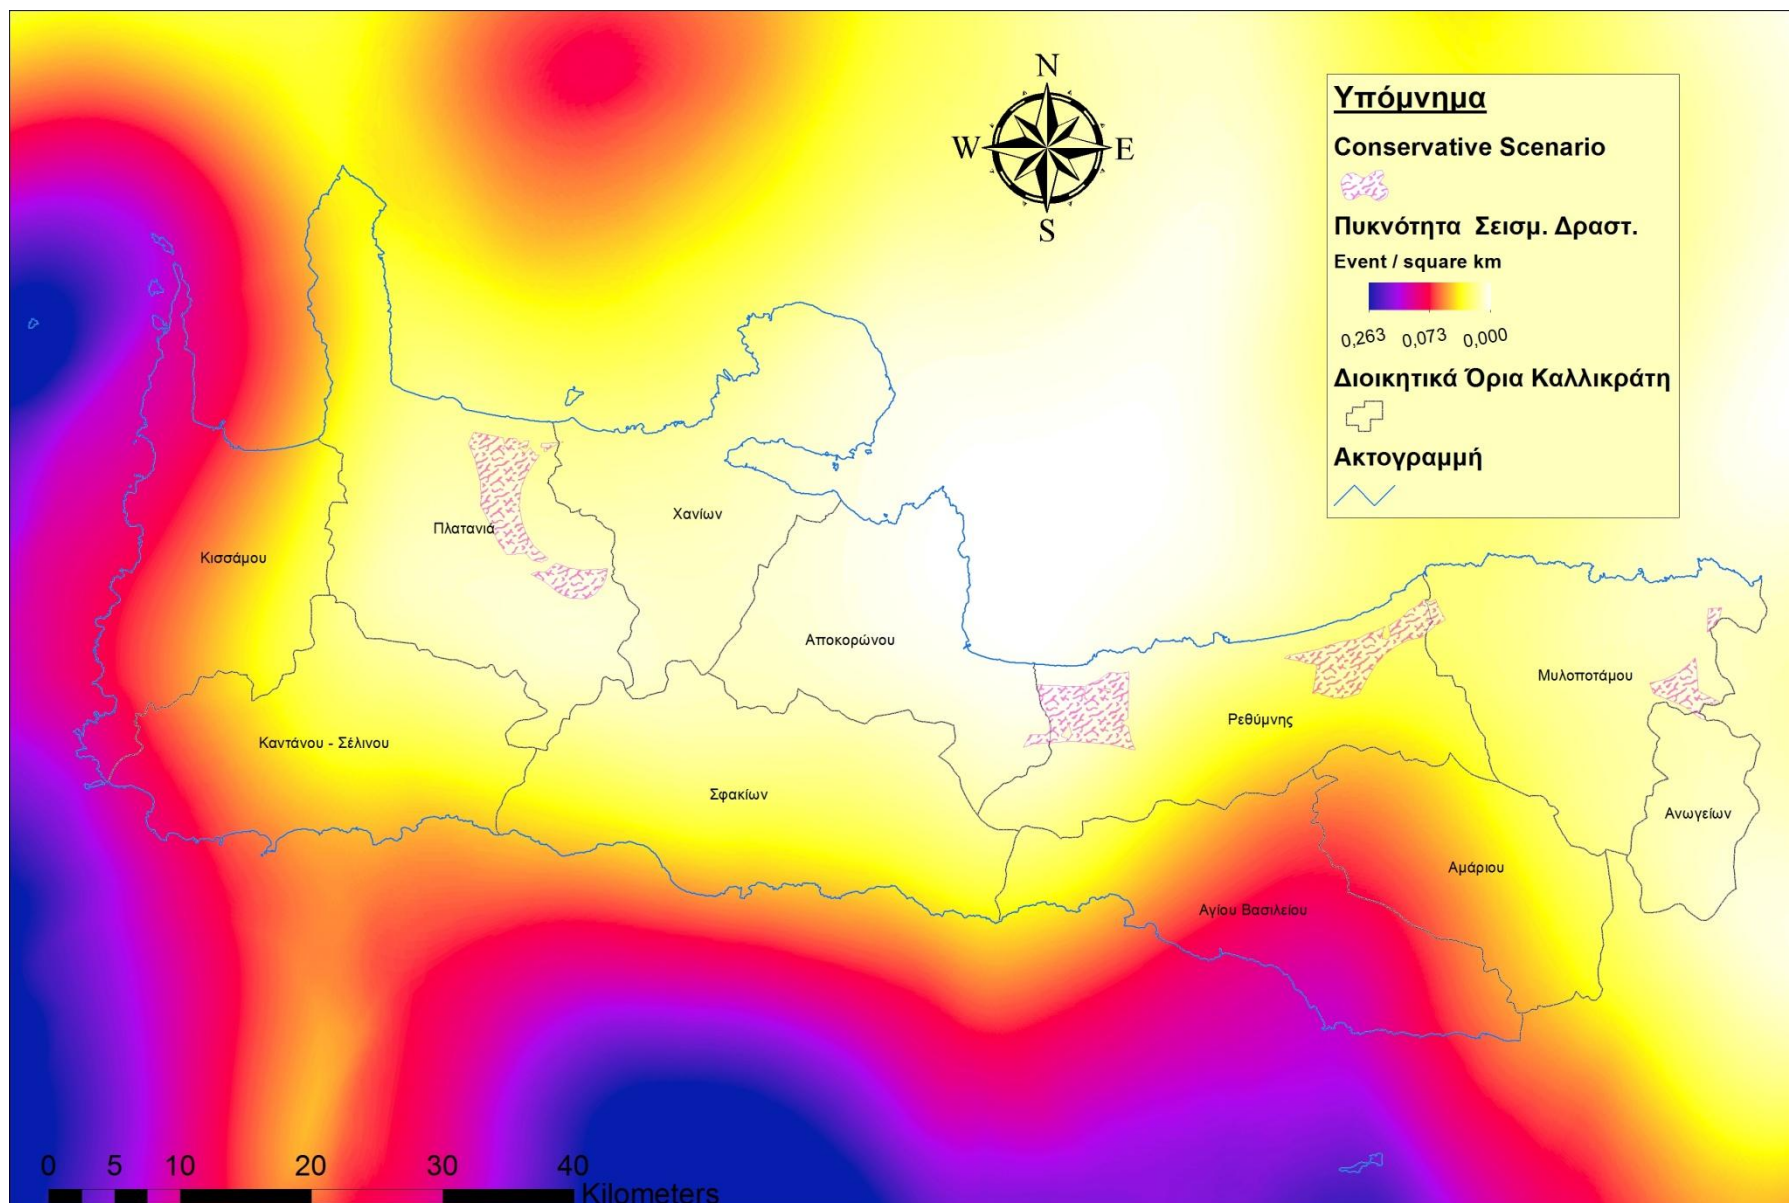 N
W E
S
Υπόμνημα
Conservative Scenario
Πυκνότητα Σεισμ. Δραστ.
Event / square km
0,263 0,073 0,000
Διοικητικά Όρια Καλλικράτη
Ακτογραμμή
Πλατανιά
Χανίων
Κισσάμου
Αποκορώνου
Μυλοποτάμου
Ρεθύμνης
Καντάνου - Σέλινου
Σφακίων
Ανωγείων
Αμάριου
Αγίου Βασιλείου
0 5 10 20 30 40
Kilometers